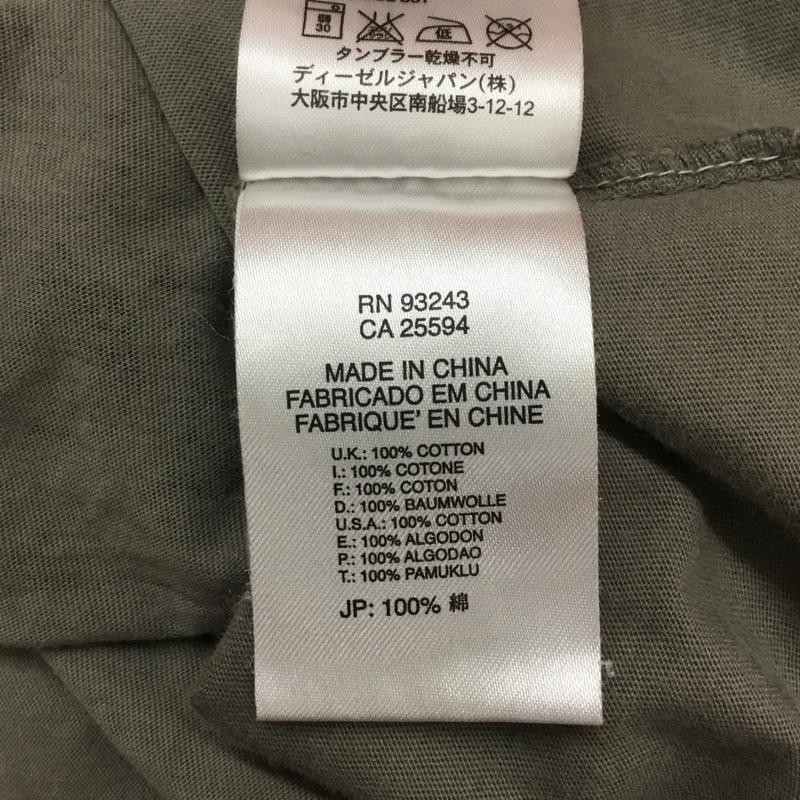 弱
30
低
タンブラー乾燥不可
ディーゼルジャパン(株)
大阪市中央区南船場3-12-12
RN 93243
CA 25594
MADE IN CHINA
FABRICADO EM CHINA
FABRIQUE' EN CHINE
U.K.: 100% COTTON
I.: 100% COTONE
F.: 100% COTON
D.: 100% BAUMWOLLE
U.S.A.: 100% COTTON
E.: 100% ALGODON
P.: 100% ALGODAO
T.: 100% PAMUKLU
JP: 100% 綿